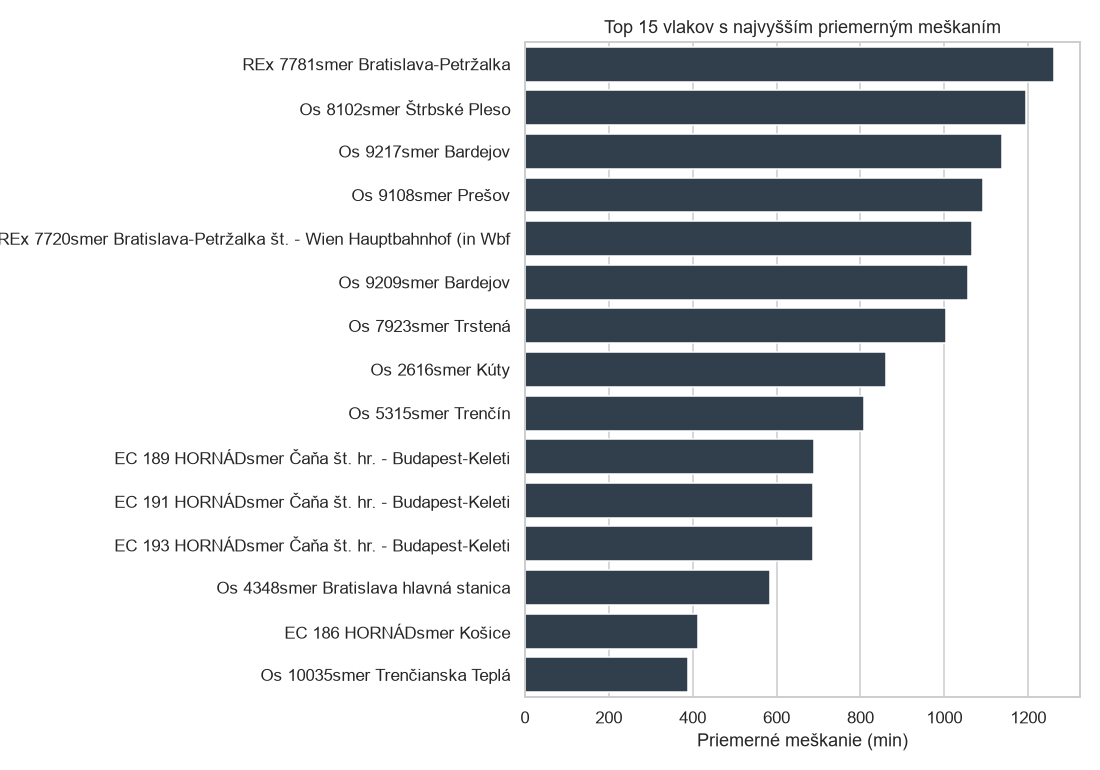 Top 15 vlakov s najvyšším priemerným meškaním
REx 7781smer Bratislava-Petržalka
Os 8102smer Štrbské Pleso
Os 9217smer Bardejov
Os 9108smer Prešov
REx 7720smer Bratislava-Petržalka št. - Wien Hauptbahnhof (in Wbf
Os 9209smer Bardejov
Os 7923smer Trstená
Os 2616smer Kúty
Os 5315smer Trenčín
EC 189 HORNÁDsmer Čaňa št. hr. - Budapest-Keleti
EC 191 HORNÁDsmer Čaňa št. hr. - Budapest-Keleti
EC 193 HORNÁDsmer Čaňa št. hr. - Budapest-Keleti
Os 4348smer Bratislava hlavná stanica
EC 186 HORNÁDsmer Košice
Os 10035smer Trenčianska Teplá
0 200 400 600 800 1000 1200
Priemerné meškanie (min)